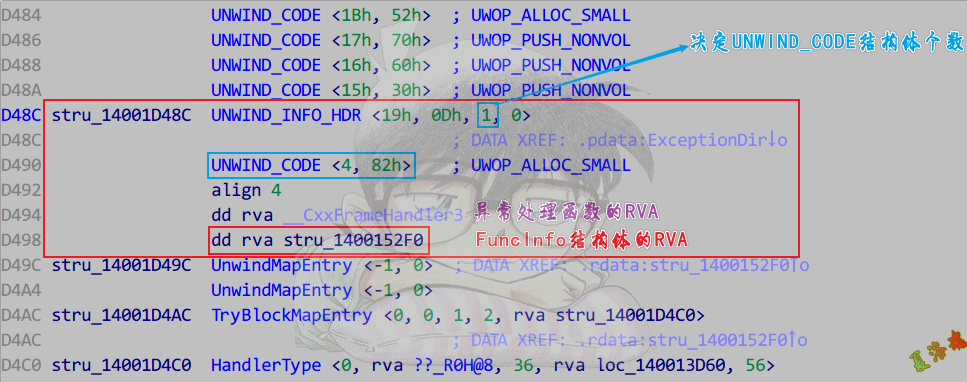 D484 UNWIND_CODE <1Bh, 52h> ; UWOP_ALLOC_SMALL
D486 UNWIND_CODE <17h, 70h> ; UWOP_PUSH_NONVOL
决定UNWIND_CODE结构体个数
D488 UNWIND_CODE <16h, 60h> ; UWOP_PUSH_NONVOL
D48A UNWIND_CODE <15h, 30h> ; UWOP_PUSH_NONVOL
D48C stru_14001D48C UNWIND_INFO_HDR <19h, 0Dh, 1, 0>
D48C ; DATA XREF: .pdata:ExceptionDir↓o
D490 UNWIND_CODE <4, 82h> ; UWOP_ALLOC_SMALL
D492 align 4
D494 dd rva __CxxFrameHandler3 异常处理函数的RVA
D498 dd rva stru_1400152F0 FuncInfo结构体的RVA
D49C stru_14001D49C UnwindMapEntry <-1, 0> ; DATA XREF: .rdata:stru_1400152F0↑o
D4A4 UnwindMapEntry <-1, 0>
D4AC stru_14001D4AC TryBlockMapEntry <0, 0, 1, 2, rva stru_14001D4C0>
D4AC ; DATA XREF: .rdata:stru_1400152F0↑o
D4C0 stru_14001D4C0 HandlerType <0, rva ??_R0H@8, 36, rva loc_140013D60, 56>